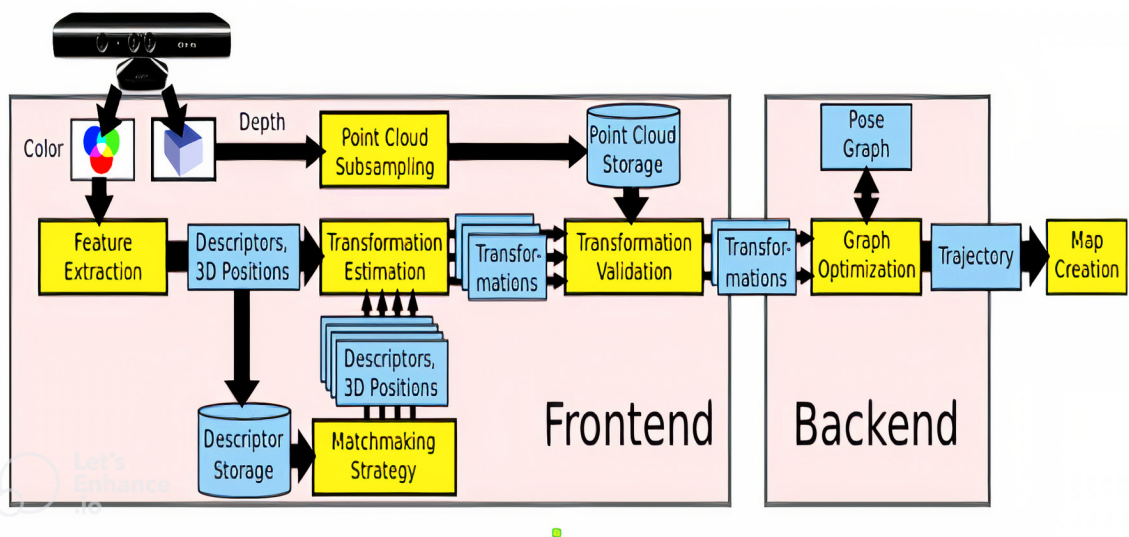 Depth
Color
Point Cloud
Subsampling
Point Cloud
Storage
Pose
Graph
Feature
Extraction
Descriptors,
3D Positions
Transformation
Estimation
Transfor-
mations
Transformation
Validation
Transfor-
mations
Graph
Optimization
Trajectory
Map
Creation
Descriptors,
3D Positions
Descriptor
Storage
Matchmaking
Strategy
Frontend
Backend
Let's
Enhance
.io